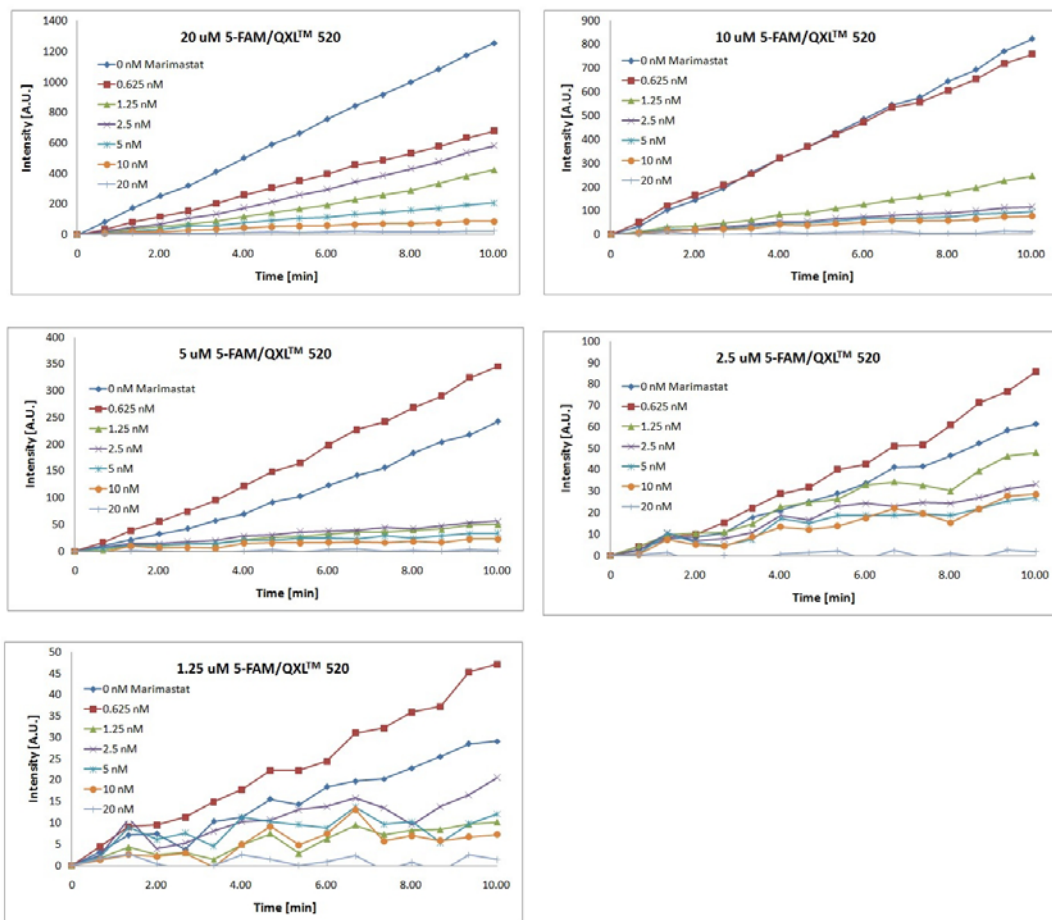 20 uM 5-FAM/QXL™ 520
1400
1200
1000
800
600
400
200
0
Intensity [A.U.]
0 nM Marimastat
0.625 nM
1.25 nM
2.5 nM
5 nM
10 nM
20 nM
0 2.00 4.00 6.00 8.00 10.00
Time [min]
10 uM 5-FAM/QXL™ 520
900
800
700
600
500
400
300
200
100
0
Intensity [A.U.]
0 nM Marimastat
0.625 nM
1.25 nM
2.5 nM
5 nM
10 nM
20 nM
0 2.00 4.00 6.00 8.00 10.00
Time [min]
5 uM 5-FAM/QXL™ 520
400
350
300
250
200
150
100
50
0
Intensity [A.U.]
0 nM Marimastat
0.625 nM
1.25 nM
2.5 nM
5 nM
10 nM
20 nM
0 2.00 4.00 6.00 8.00 10.00
Time [min]
2.5 uM 5-FAM/QXL™ 520
100
90
80
70
60
50
40
30
20
10
0
Intensity [A.U.]
0 nM Marimastat
0.625 nM
1.25 nM
2.5 nM
5 nM
10 nM
20 nM
0 2.00 4.00 6.00 8.00 10.00
Time [min]
1.25 uM 5-FAM/QXL™ 520
50
45
40
35
30
25
20
15
10
5
0
Intensity [A.U.]
0 nM Marimastat
0.625 nM
1.25 nM
2.5 nM
5 nM
10 nM
20 nM
0 2.00 4.00 6.00 8.00 10.00
Time [min]